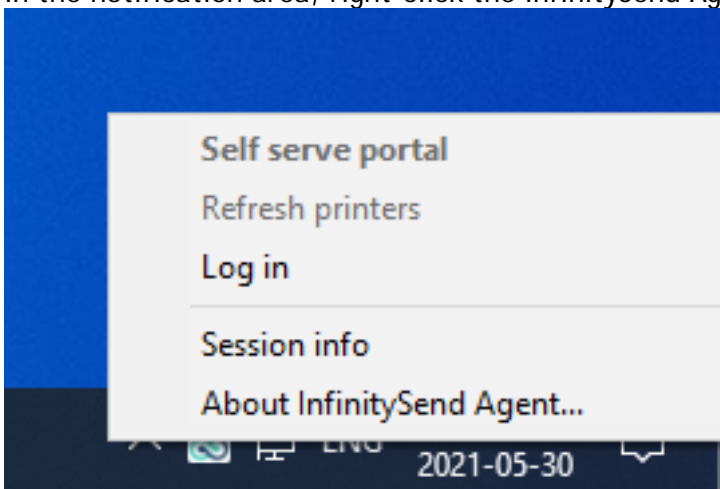 In the notification area, right-click the InfinitySend Ag
Self serve portal
Refresh printers
Log in
Session info
About InfinitySend Agent...
ENG
2021-05-30